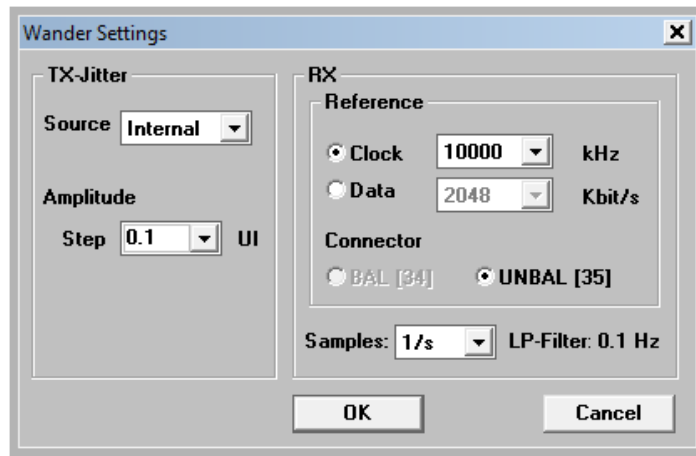 Wander Settings
TX-Jitter
Source Internal
Amplitude
Step 0.1 UI
RX
Reference
Clock 10000 kHz
Data 2048 Kbit/s
Connector
BAL [34] UNBAL [35]
Samples: 1/s LP-Filter: 0.1 Hz
OK Cancel